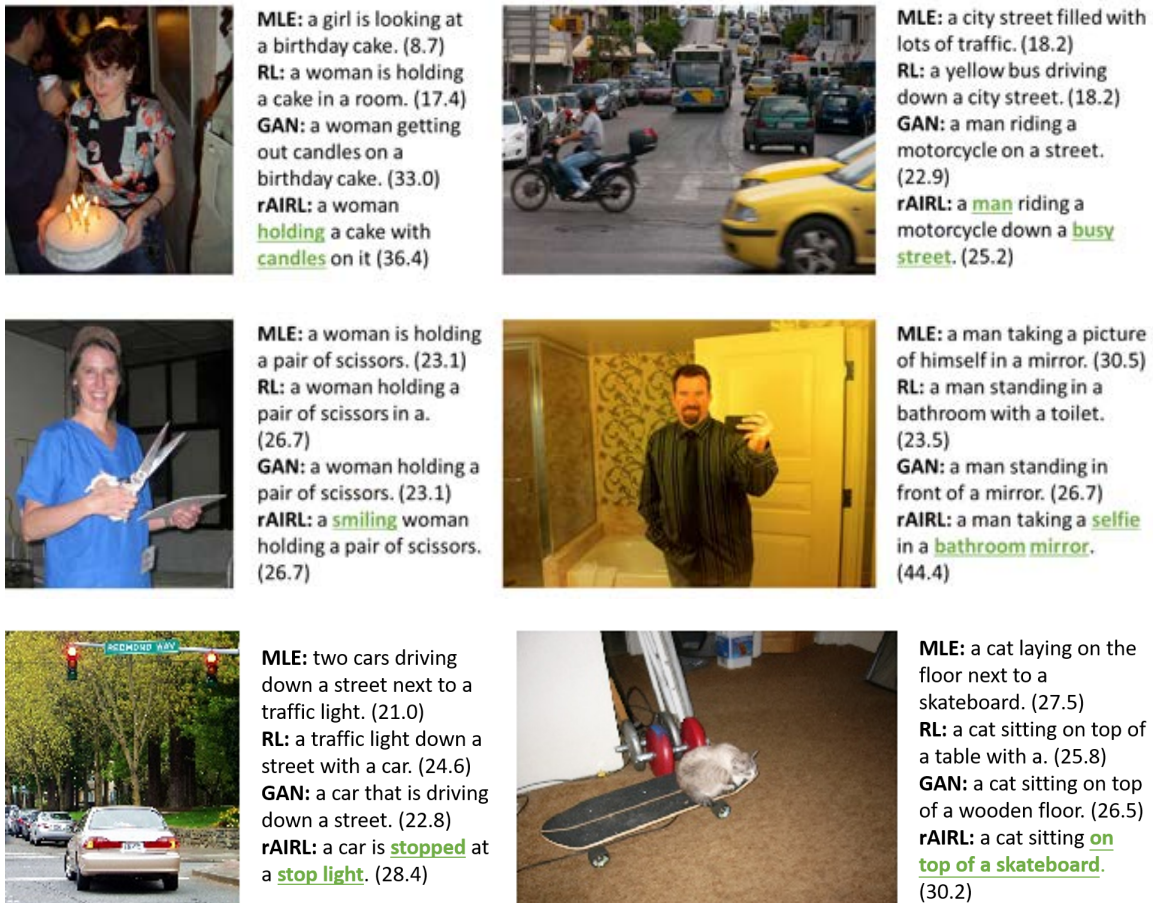 MLE: a girl is looking at
a birthday cake. (8.7)
RL: a woman is holding
a cake in a room. (17.4)
GAN: a woman getting
out candles on a
birthday cake. (33.0)
rAIRL: a woman
holding a cake with
candles on it (36.4)
MLE: a city street filled with
lots of traffic. (18.2)
RL: a yellow bus driving
down a city street. (18.2)
GAN: a man riding a
motorcycle on a street.
(22.9)
rAIRL: a man riding a
motorcycle down a busy
street. (25.2)
MLE: a woman is holding
a pair of scissors. (23.1)
RL: a woman holding a
pair of scissors in a.
(26.7)
GAN: a woman holding a
pair of scissors. (23.1)
rAIRL: a smiling woman
holding a pair of scissors.
(26.7)
MLE: a man taking a picture
of himself in a mirror. (30.5)
RL: a man standing in a
bathroom with a toilet.
(23.5)
GAN: a man standing in
front of a mirror. (26.7)
rAIRL: a man taking a selfie
in a bathroom mirror.
(44.4)
REDMOND WAY
MLE: two cars driving
down a street next to a
traffic light. (21.0)
RL: a traffic light down a
street with a car. (24.6)
GAN: a car that is driving
down a street. (22.8)
rAIRL: a car is stopped at
a stop light. (28.4)
MLE: a cat laying on the
floor next to a
skateboard. (27.5)
RL: a cat sitting on top of
a table with a. (25.8)
GAN: a cat sitting on top
of a wooden floor. (26.5)
rAIRL: a cat sitting on
top of a skateboard.
(30.2)